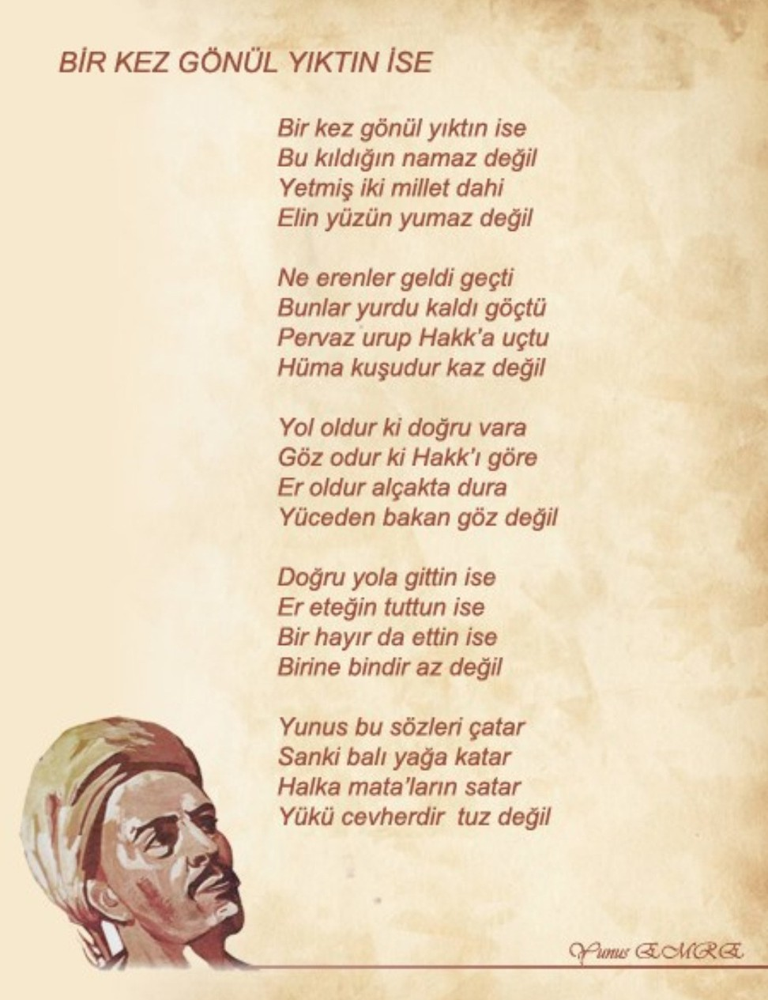 BİR KEZ GÖNÜL YIKTIN İSE
Bir kez gönül yıktın ise
Bu kıldığın namaz değil
Yetmiş iki millet dahi
Elin yüzün yumaz değil
Ne erenler geldi geçti
Bunlar yurdu kaldı göçtü
Pervaz urup Hakk'a uçtu
Hüma kuşudur kaz değil
Yol oldur ki doğru vara
Göz odur ki Hakk'ı göre
Er oldur alçakta dura
Yüceden bakan göz değil
Doğru yola gittin ise
Er eteğin tuttun ise
Bir hayır da ettin ise
Birine bindir az değil
Yunus bu sözleri çatar
Sanki balı yağa katar
Halka mata'ların satar
Yükü cevherdir tuz değil
Yunus EMRE